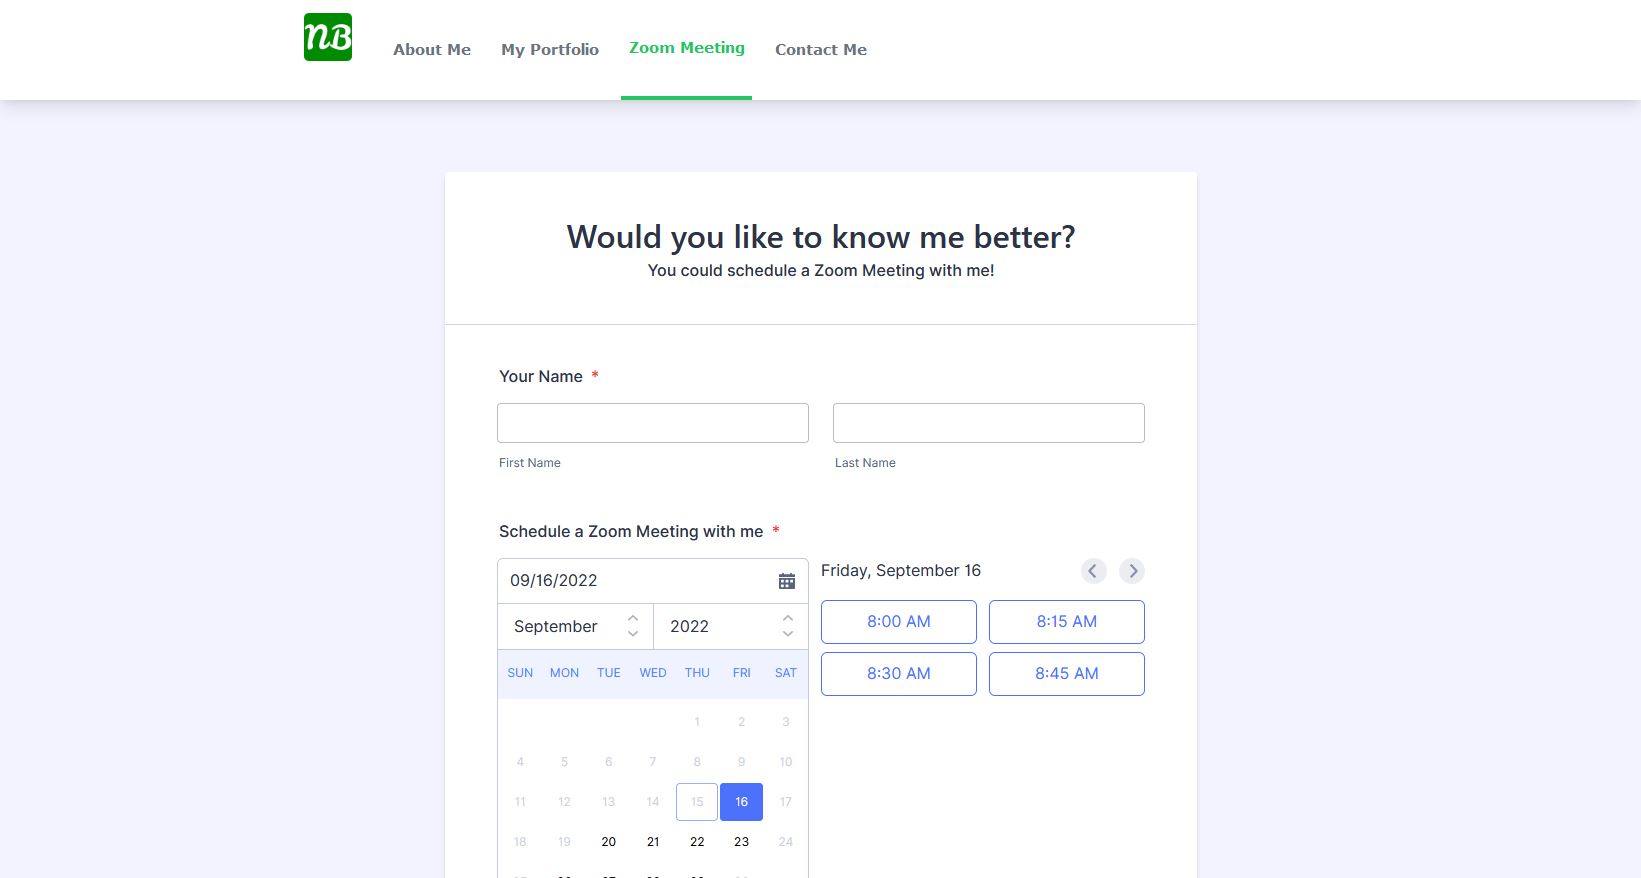 NB
About Me My Portfolio Zoom Meeting Contact Me
Would you like to know me better?
You could schedule a Zoom Meeting with me!
Your Name *
First Name Last Name
Schedule a Zoom Meeting with me *
09/16/2022
Friday, September 16
September 2022
8:00 AM 8:15 AM
8:30 AM 8:45 AM
SUN MON TUE WED THU FRI SAT
1 2 3
4 5 6 7 8 9 10
11 12 13 14 15 16 17
18 19 20 21 22 23 24